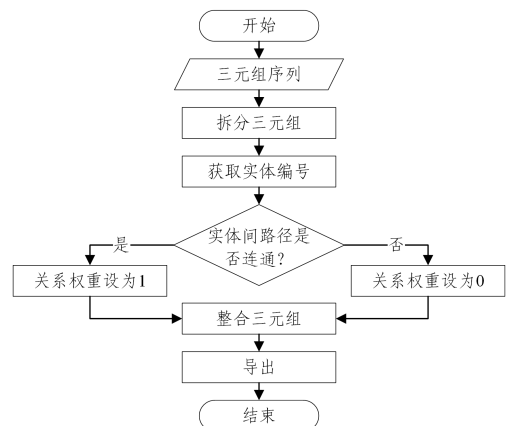 开始
三元组序列
拆分三元组
获取实体编号
实体间路径是
否连通?
是
否
关系权重设为1
关系权重设为0
整合三元组
导出
结束